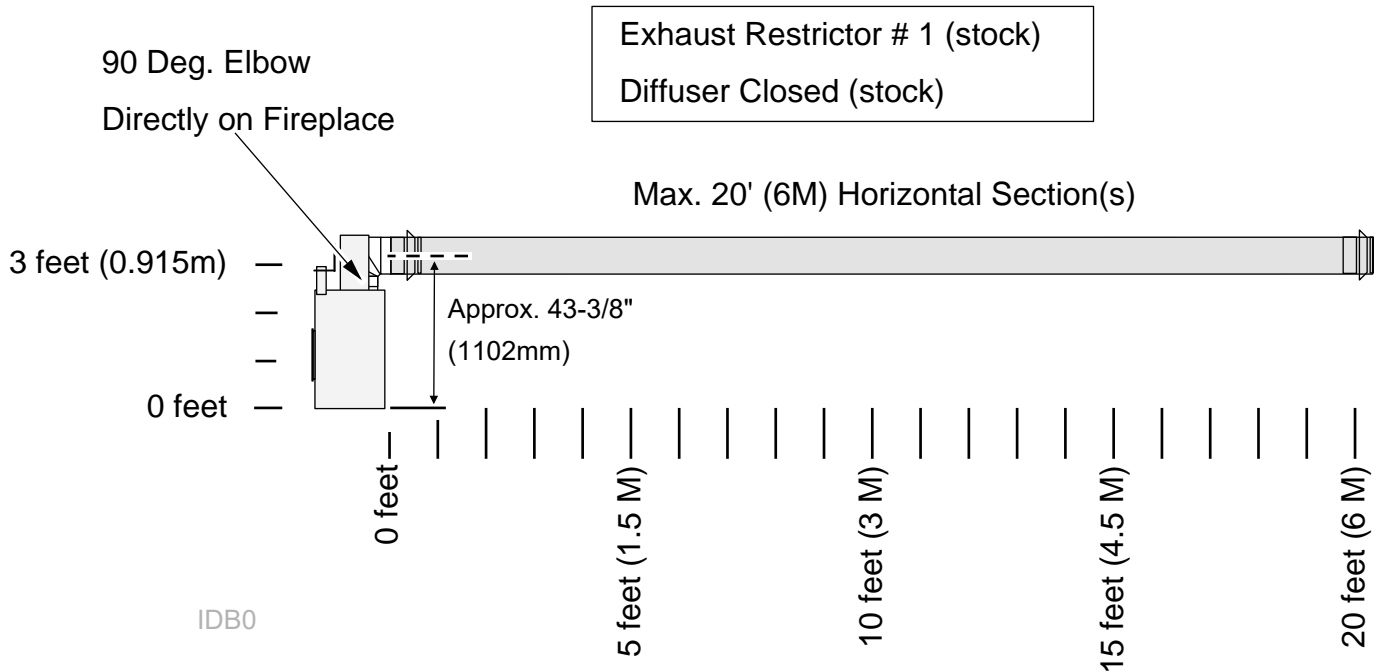 Exhaust Restrictor # 1 (stock)
Diffuser Closed (stock)
90 Deg. Elbow
Directly on Fireplace
Max. 20' (6M) Horizontal Section(s)
3 feet (0.915m)
Approx. 43-3/8"
(1102mm)
0 feet
0 feet
5 feet (1.5 M)
10 feet (3 M)
15 feet (4.5 M)
20 feet (6 M)
IDB0